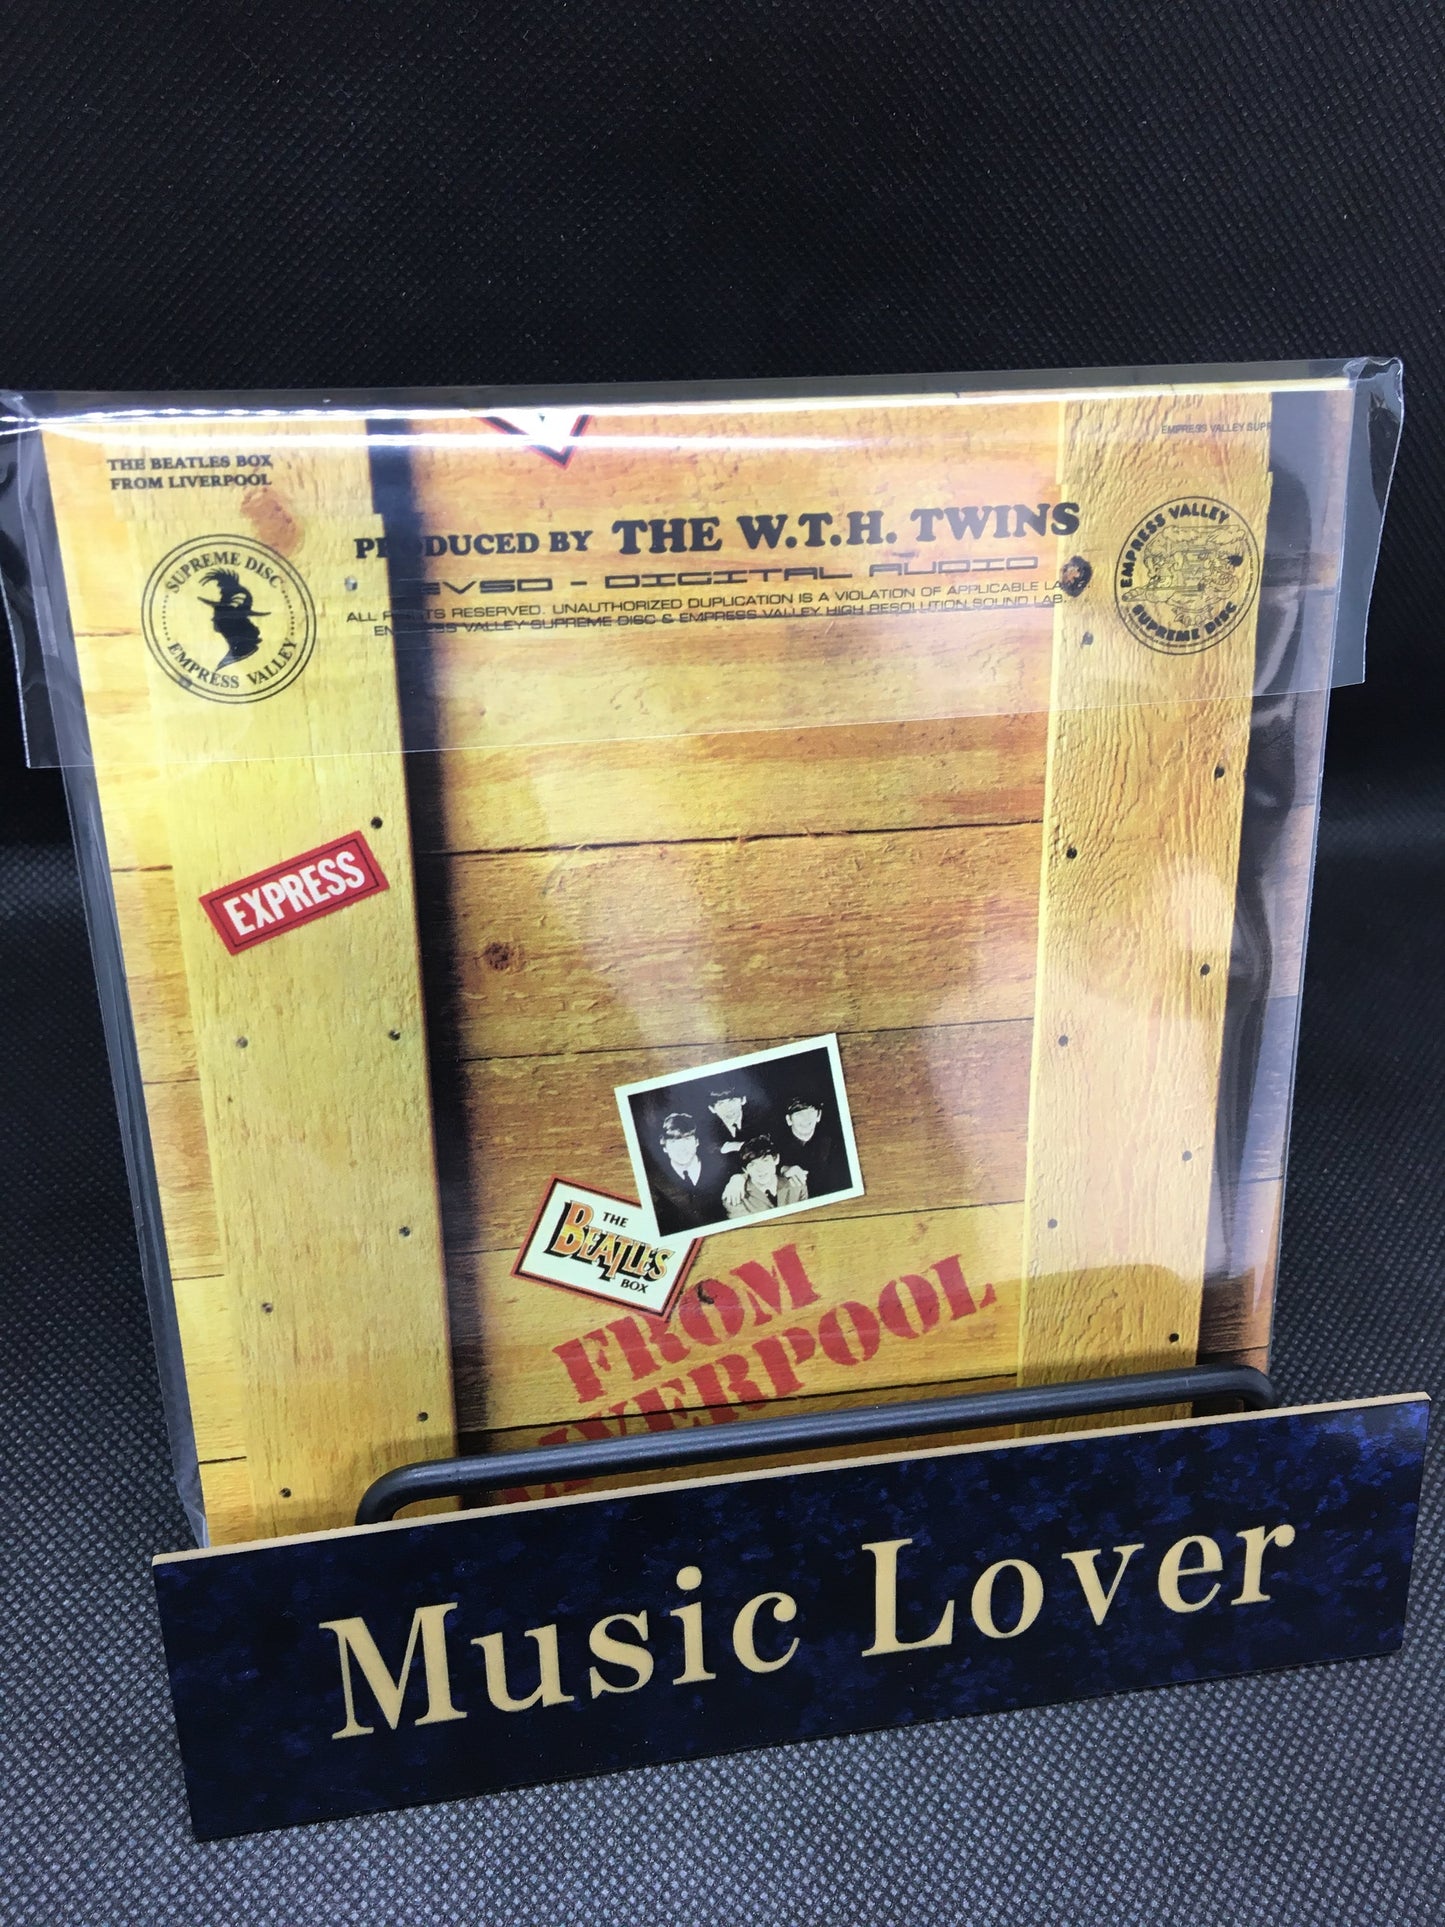 EMPRESS VALLEY SUPR
THE BEATLES BOX
FROM LIVERPOOL
SUPREME DISC
EMPRESS VALLEY
PRODUCED BY THE W.T.H. TWINS
EVSD - DIGITAL AUDIO
ALL RIGHTS RESERVED. UNAUTHORIZED DUPLICATION IS A VIOLATION OF APPLICABLE LAWS
EMPRESS VALLEY SUPREME DISC & EMPRESS VALLEY HIGH RESOLUTION SOUND LAB.
EMPRESS VALLEY
SUPREME DISC
EXPRESS
THE
BEATLES
BOX
FROM
LIVERPOOL
Music Lover